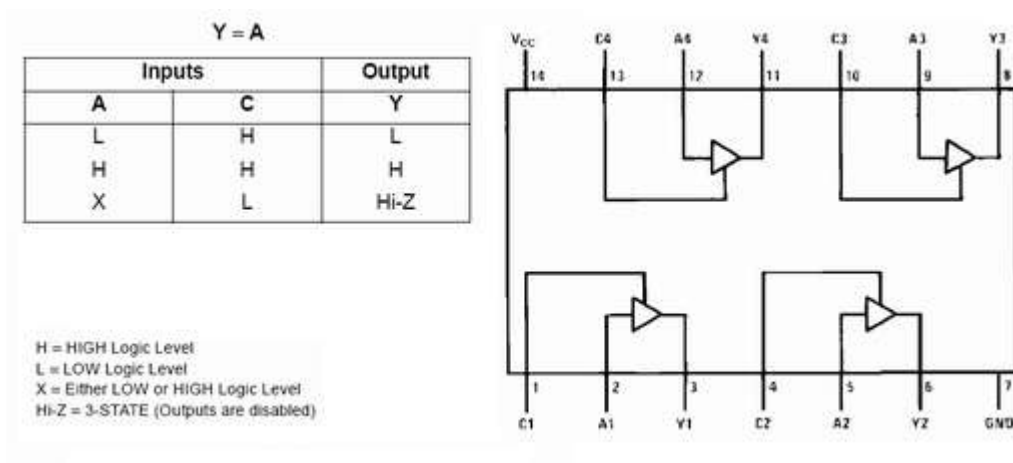 Y = A
Inputs Output
A C Y
L H L
H H H
X L Hi-Z
H = HIGH Logic Level
L = LOW Logic Level
X = Either LOW or HIGH Logic Level
Hi-Z = 3-STATE (Outputs are disabled)
VCC C4 A4 Y4 C3 A3 Y3
14 13 12 11 10 9 8
1 2 3 4 5 6 7
C1 A1 Y1 C2 A2 Y2 GND